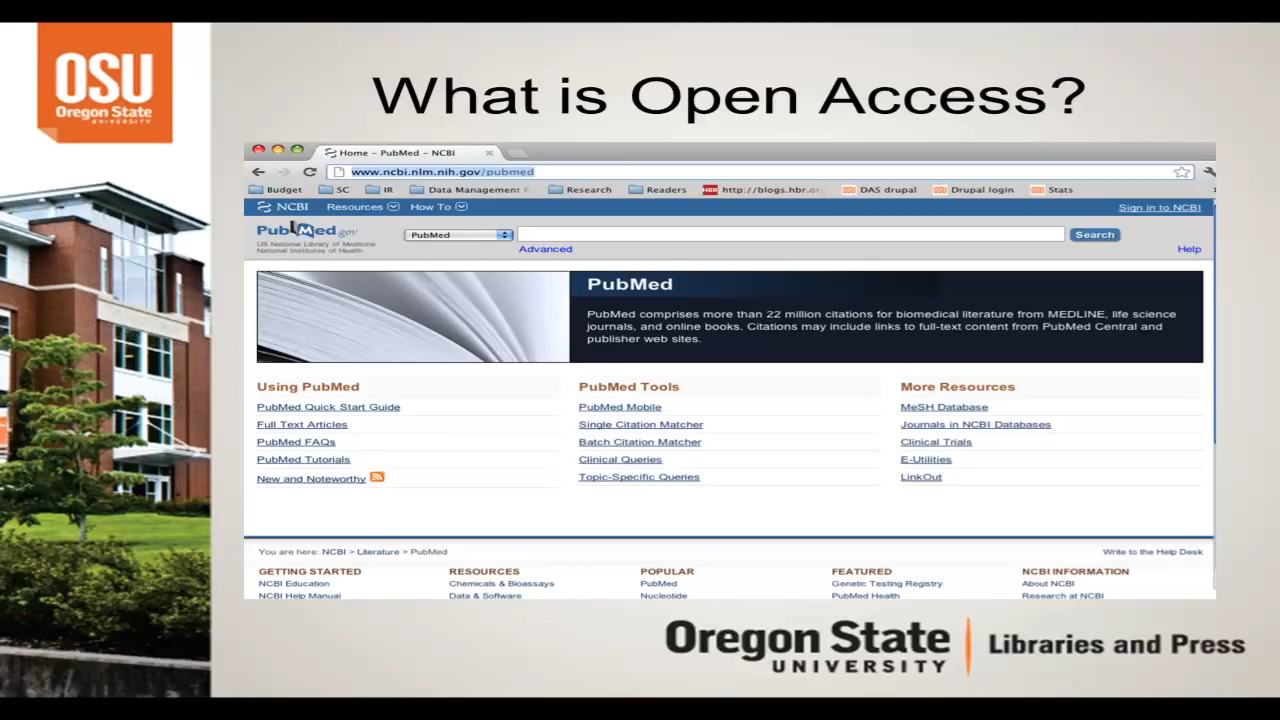 OSU
Oregon State
UNIVERSITY
What is Open Access?
Home – PubMed – NCBI
www.ncbi.nlm.nih.gov/pubmed
Budget SC IR Data Management P Research Readers HBR http://blogs.hbr.org DAS drupal Drupal login Stats
NCBI Resources How To Sign in to NCBI
PubMed.gov
US National Library of Medicine
National Institutes of Health
PubMed
Search
Advanced
Help
PubMed
PubMed comprises more than 22 million citations for biomedical literature from MEDLINE, life science
journals, and online books. Citations may include links to full-text content from PubMed Central and
publisher web sites.
Using PubMed
PubMed Quick Start Guide
Full Text Articles
PubMed FAQs
PubMed Tutorials
New and Noteworthy
PubMed Tools
PubMed Mobile
Single Citation Matcher
Batch Citation Matcher
Clinical Queries
Topic-Specific Queries
More Resources
MeSH Database
Journals in NCBI Databases
Clinical Trials
E-Utilities
LinkOut
You are here: NCBI > Literature > PubMed
Write to the Help Desk
GETTING STARTED
NCBI Education
NCBI Help Manual
RESOURCES
Chemicals & Bioassays
Data & Software
POPULAR
PubMed
Nucleotide
FEATURED
Genetic Testing Registry
PubMed Health
NCBI INFORMATION
About NCBI
Research at NCBI
Oregon State
UNIVERSITY
Libraries and Press